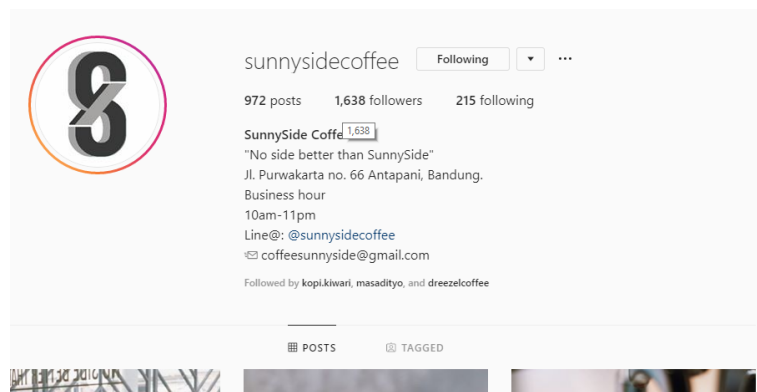 sunnysidecoffee Following
972 posts 1,638 followers 215 following
SunnySide Coffe
1,638
"No side better than SunnySide"
Jl. Purwakarta no. 66 Antapani, Bandung.
Business hour
10am-11pm
Line@: @sunnysidecoffee
coffeesunnyside@gmail.com
Followed by kopi.kiwari, masadityo, and dreezelcoffee
POSTS TAGGED